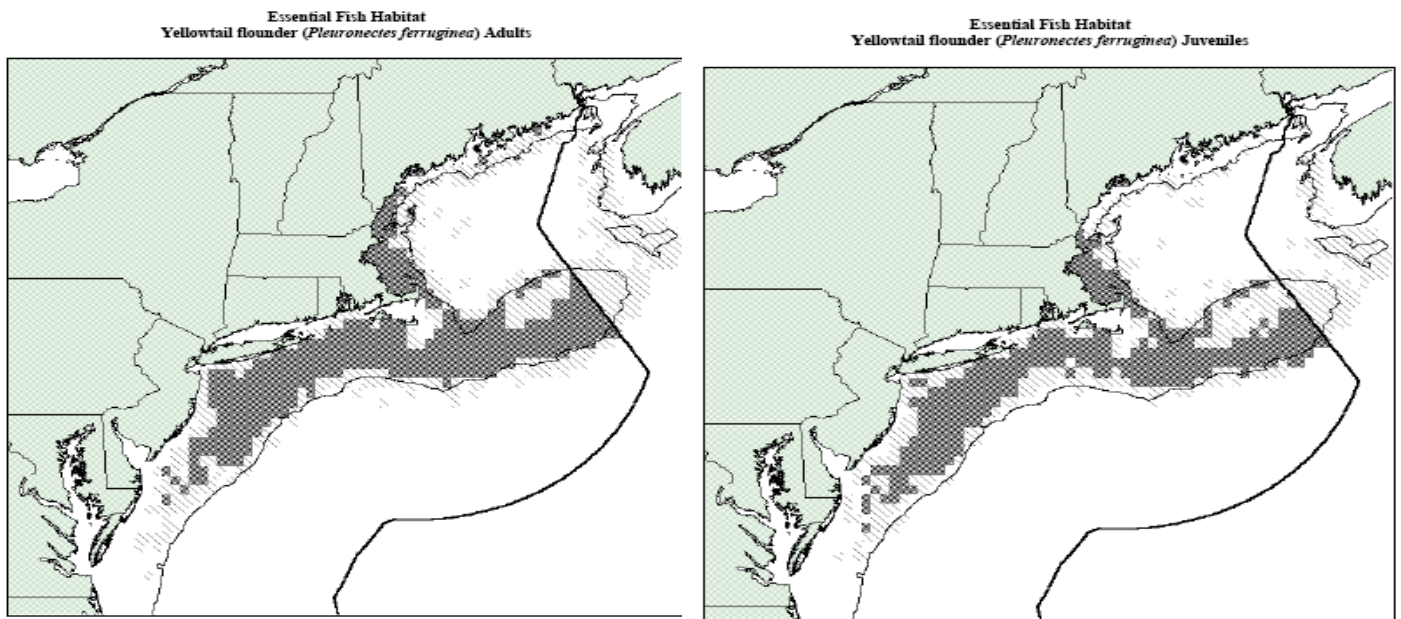 Essential Fish Habitat
Yellowtail flounder (Pleuronectes ferruginea) Adults
Essential Fish Habitat
Yellowtail flounder (Pleuronectes ferruginea) Juveniles